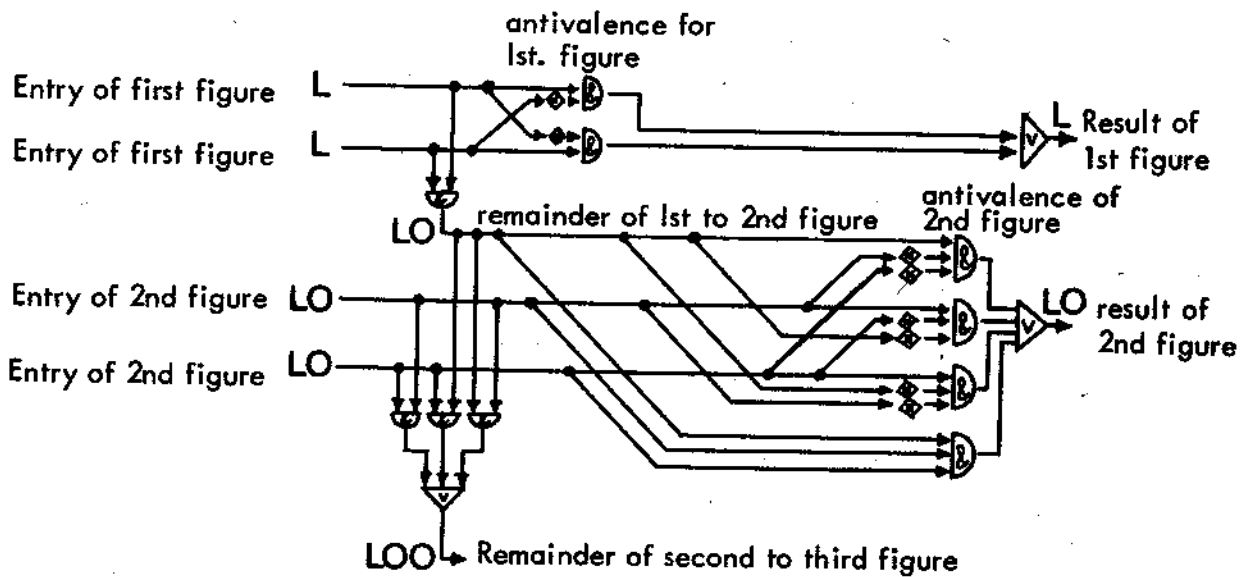 antivalence for
1st. figure
Entry of first figure L
Entry of first figure L
L Result of
1st figure
LO remainder of 1st to 2nd figure
antivalence of
2nd figure
Entry of 2nd figure LO
LO result of
2nd figure
Entry of 2nd figure LO
LOO Remainder of second to third figure